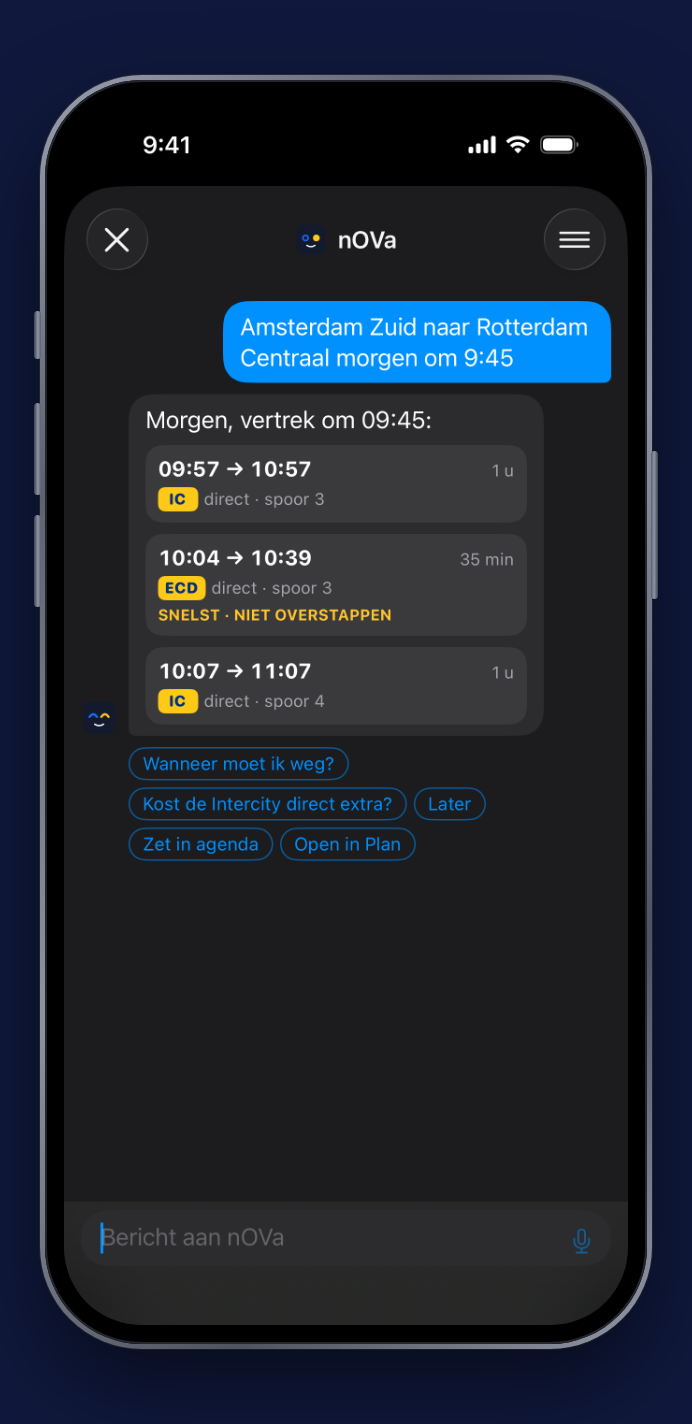 9:41
nOVa
Amsterdam Zuid naar Rotterdam
Centraal morgen om 9:45
Morgen, vertrek om 09:45:
09:57 → 10:57 1 u
IC direct · spoor 3
10:04 → 10:39 35 min
ECD direct · spoor 3
SNELST · NIET OVERSTAPPEN
10:07 → 11:07 1 u
IC direct · spoor 4
Wanneer moet ik weg?
Kost de Intercity direct extra? Later
Zet in agenda Open in Plan
Bericht aan nOVa